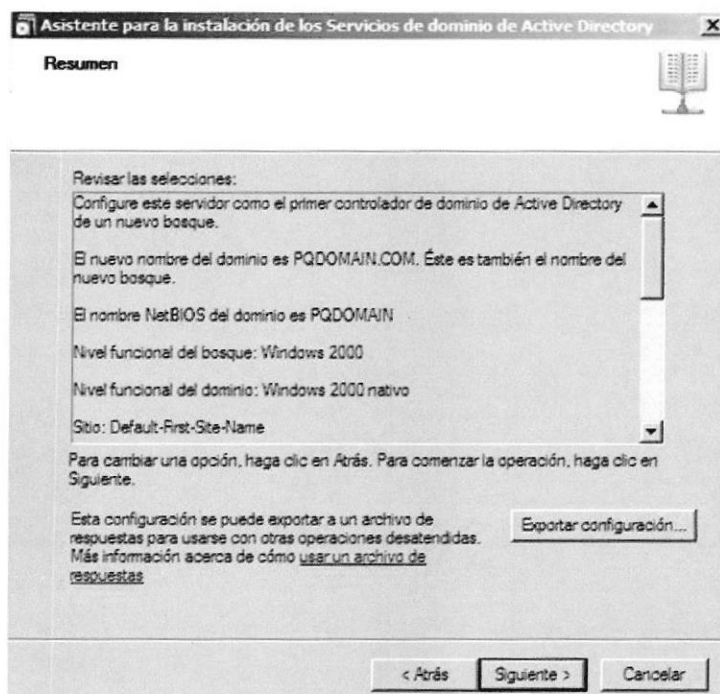 Asistente para la instalación de los Servicios de dominio de Active Directory
Resumen
Revisar las selecciones:
Configure este servidor como el primer controlador de dominio de Active Directory
de un nuevo bosque.
El nuevo nombre del dominio es PQDOMAIN.COM. Éste es también el nombre del
nuevo bosque.
El nombre NetBIOS del dominio es PQDOMAIN
Nivel funcional del bosque: Windows 2000
Nivel funcional del dominio: Windows 2000 nativo
Sitio: Default-First-Site-Name
Para cambiar una opción, haga clic en Atrás. Para comenzar la operación, haga clic en
Siguiente.
Esta configuración se puede exportar a un archivo de
respuestas para usarse con otras operaciones desatendidas.
Más información acerca de cómo usar un archivo de
respuestas
Exportar configuración...
< Atrás
Siguiente >
Cancelar